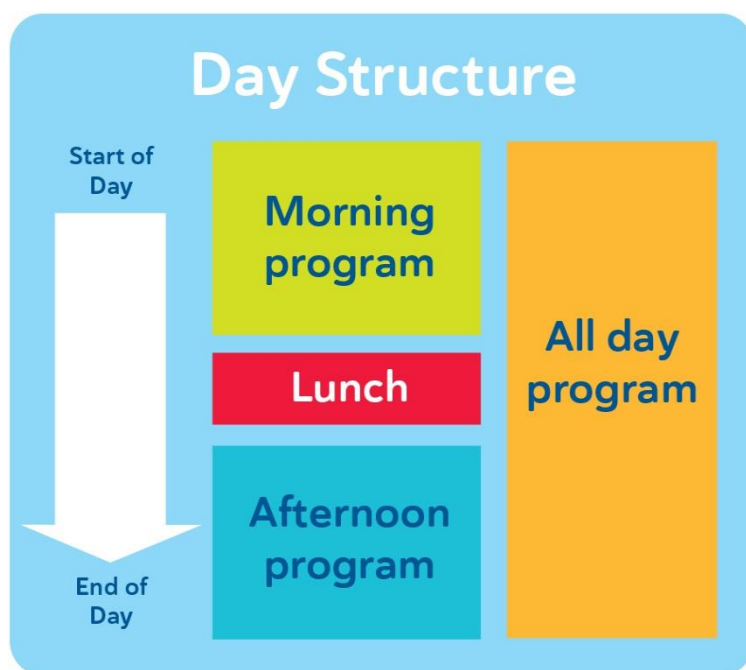 Day Structure
Start of
Day
Morning
program
Lunch
Afternoon
program
All day
program
End of
Day